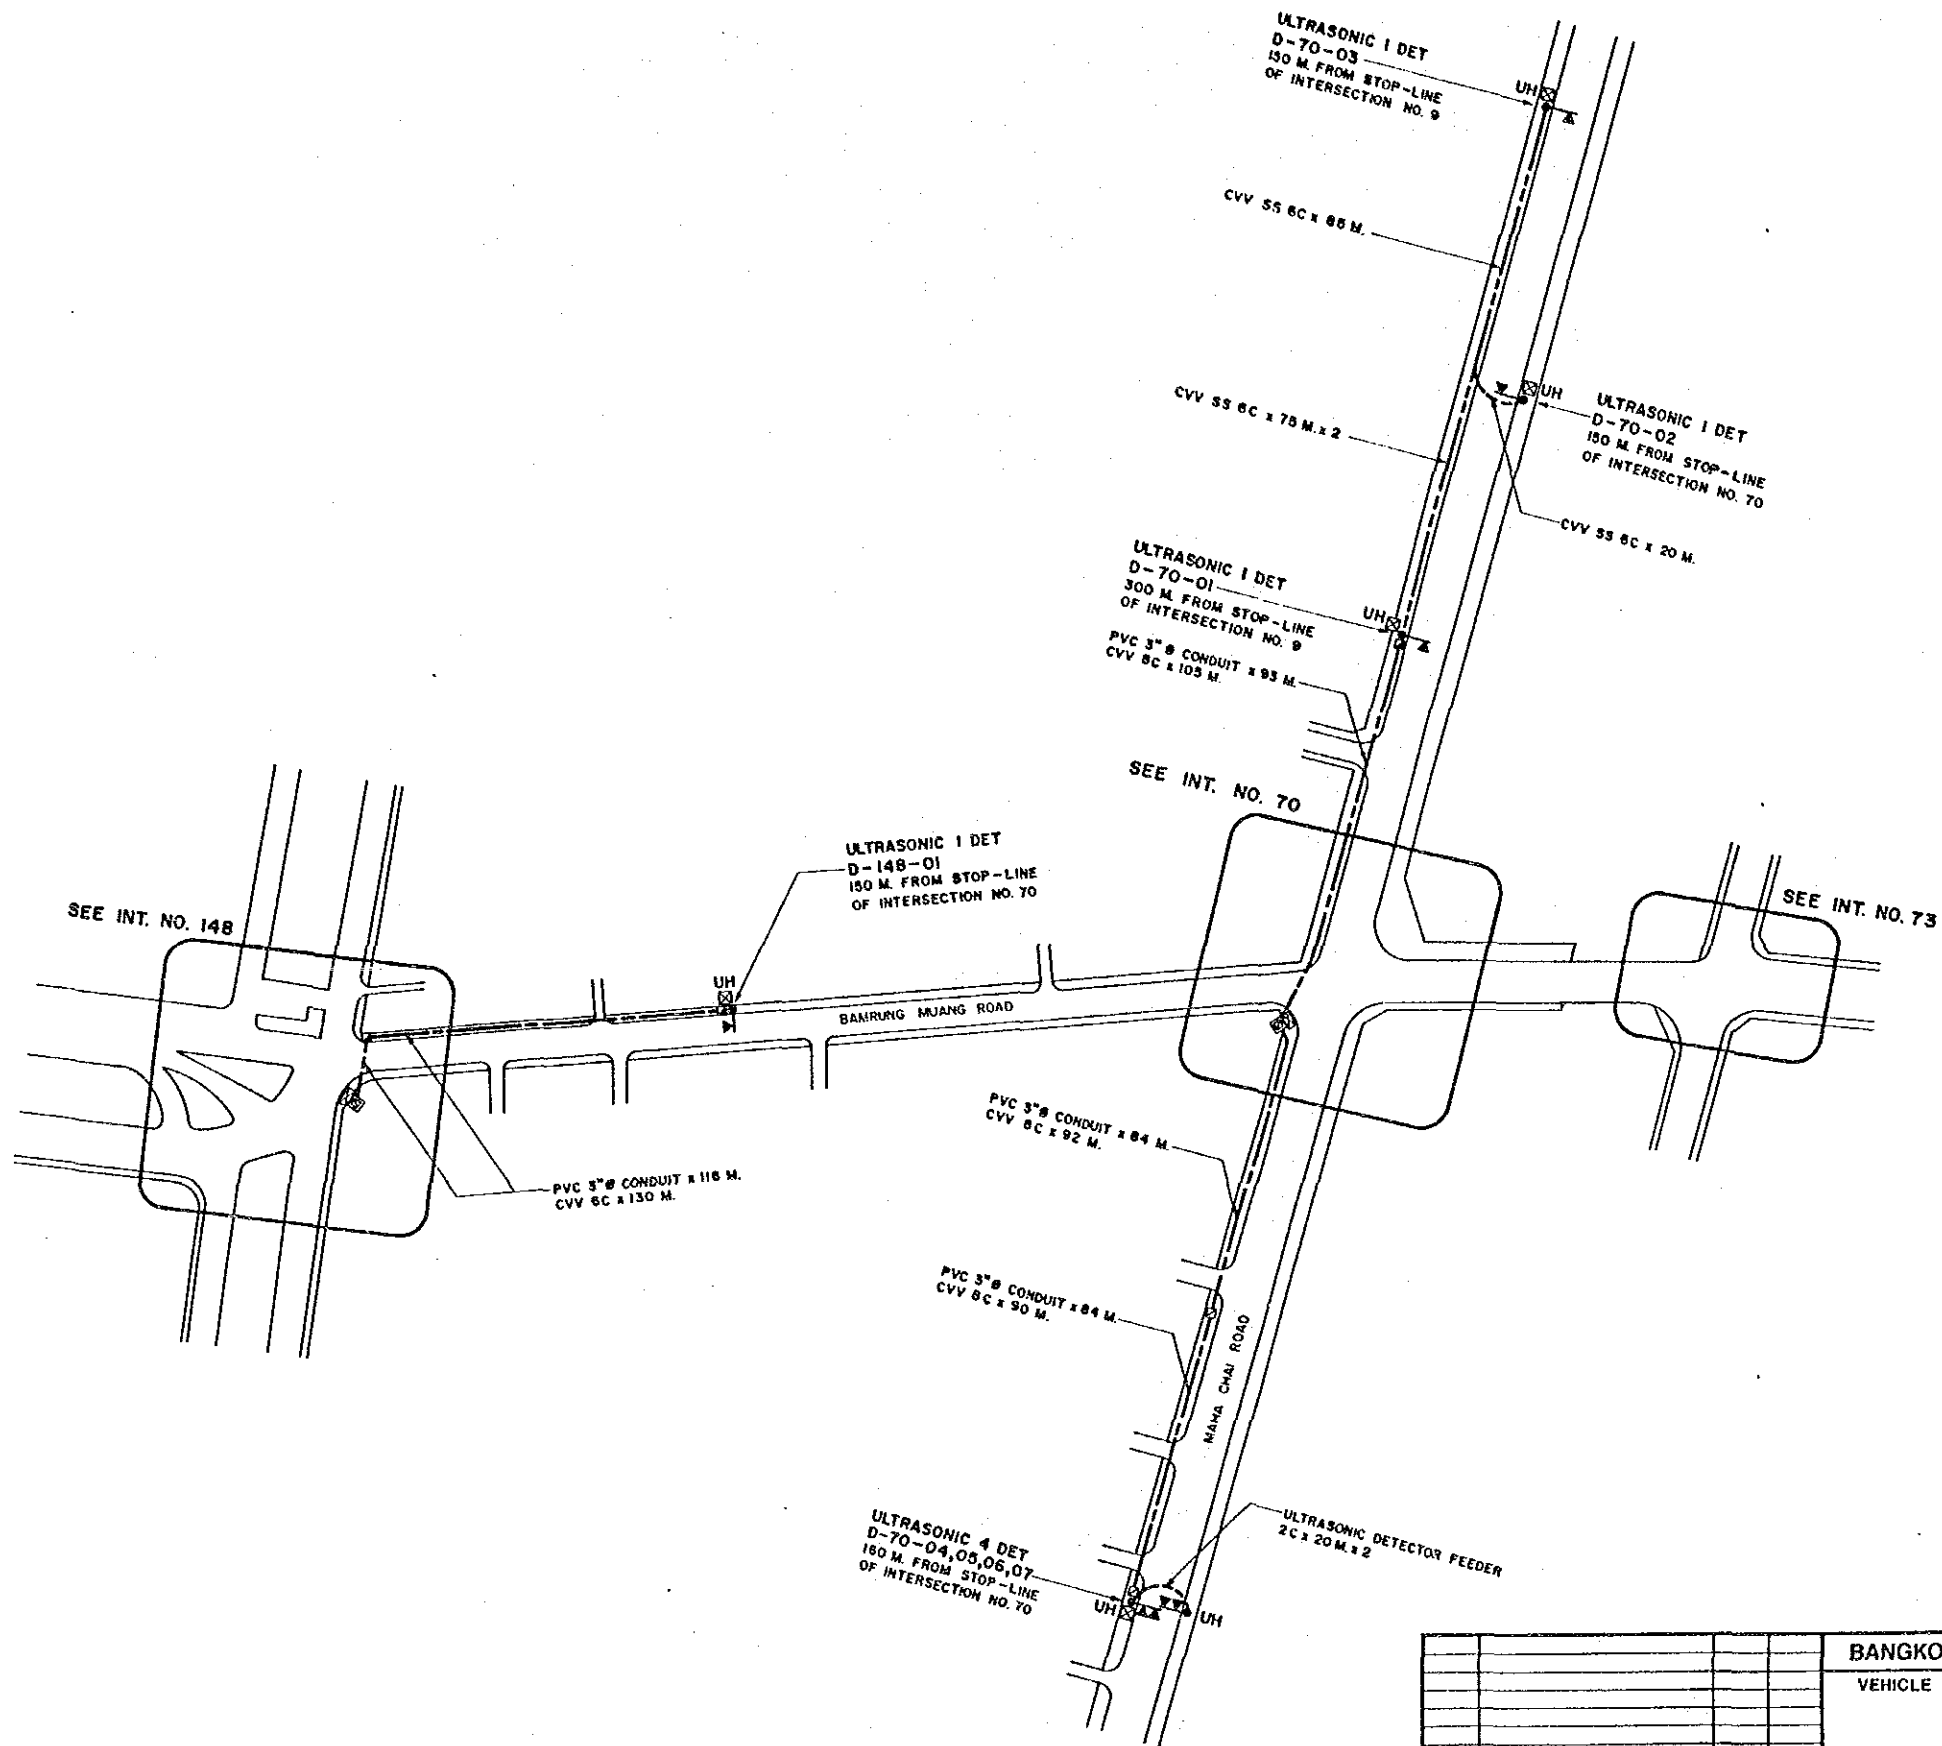 ULTRASONIC 1 DET
D-70-03
150 M. FROM STOP-LINE
OF INTERSECTION NO. 9
UH
CVV SS 6C x 85 M.
CVV SS 6C x 75 M. x 2
UH
ULTRASONIC 1 DET
D-70-02
150 M. FROM STOP-LINE
OF INTERSECTION NO. 70
CVV SS 6C x 20 M.
ULTRASONIC 1 DET
D-70-01
300 M. FROM STOP-LINE
OF INTERSECTION NO. 9
UH
PVC 3"ø CONDUIT x 93 M.
CVV 8C x 105 M.
SEE INT. NO. 70
ULTRASONIC 1 DET
D-148-01
150 M. FROM STOP-LINE
OF INTERSECTION NO. 70
SEE INT. NO. 148
SEE INT. NO. 73
UH
BAMRUNG MUANG ROAD
PVC 3"ø CONDUIT x 116 M.
CVV 6C x 130 M.
PVC 3"ø CONDUIT x 84 M.
CVV 8C x 92 M.
PVC 3"ø CONDUIT x 84 M.
CVV 8C x 90 M.
MAHA CHAI ROAD
ULTRASONIC 4 DET
D-70-04,05,06,07
160 M. FROM STOP-LINE
OF INTERSECTION NO. 70
ULTRASONIC DETECTOR FEEDER
2C x 20 M. x 2
UH
UH
BANGKO
VEHICLE